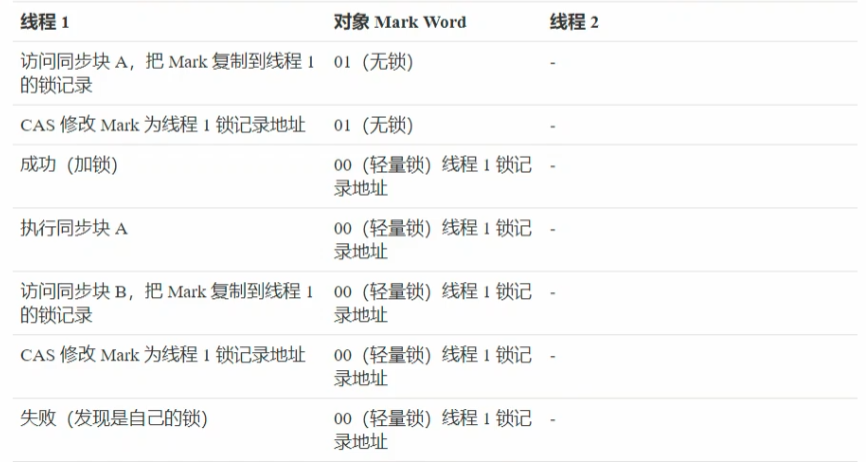 线程 1 对象 Mark Word 线程 2
访问同步块 A，把 Mark 复制到线程 1 01（无锁） -
的锁记录
CAS 修改 Mark 为线程 1 锁记录地址 01（无锁） -
成功（加锁） 00（轻量锁）线程 1 锁记 -
录地址
执行同步块 A 00（轻量锁）线程 1 锁记 -
录地址
访问同步块 B，把 Mark 复制到线程 1 00（轻量锁）线程 1 锁记 -
的锁记录 录地址
CAS 修改 Mark 为线程 1 锁记录地址 00（轻量锁）线程 1 锁记 -
录地址
失败（发现是自己的锁） 00（轻量锁）线程 1 锁记 -
录地址